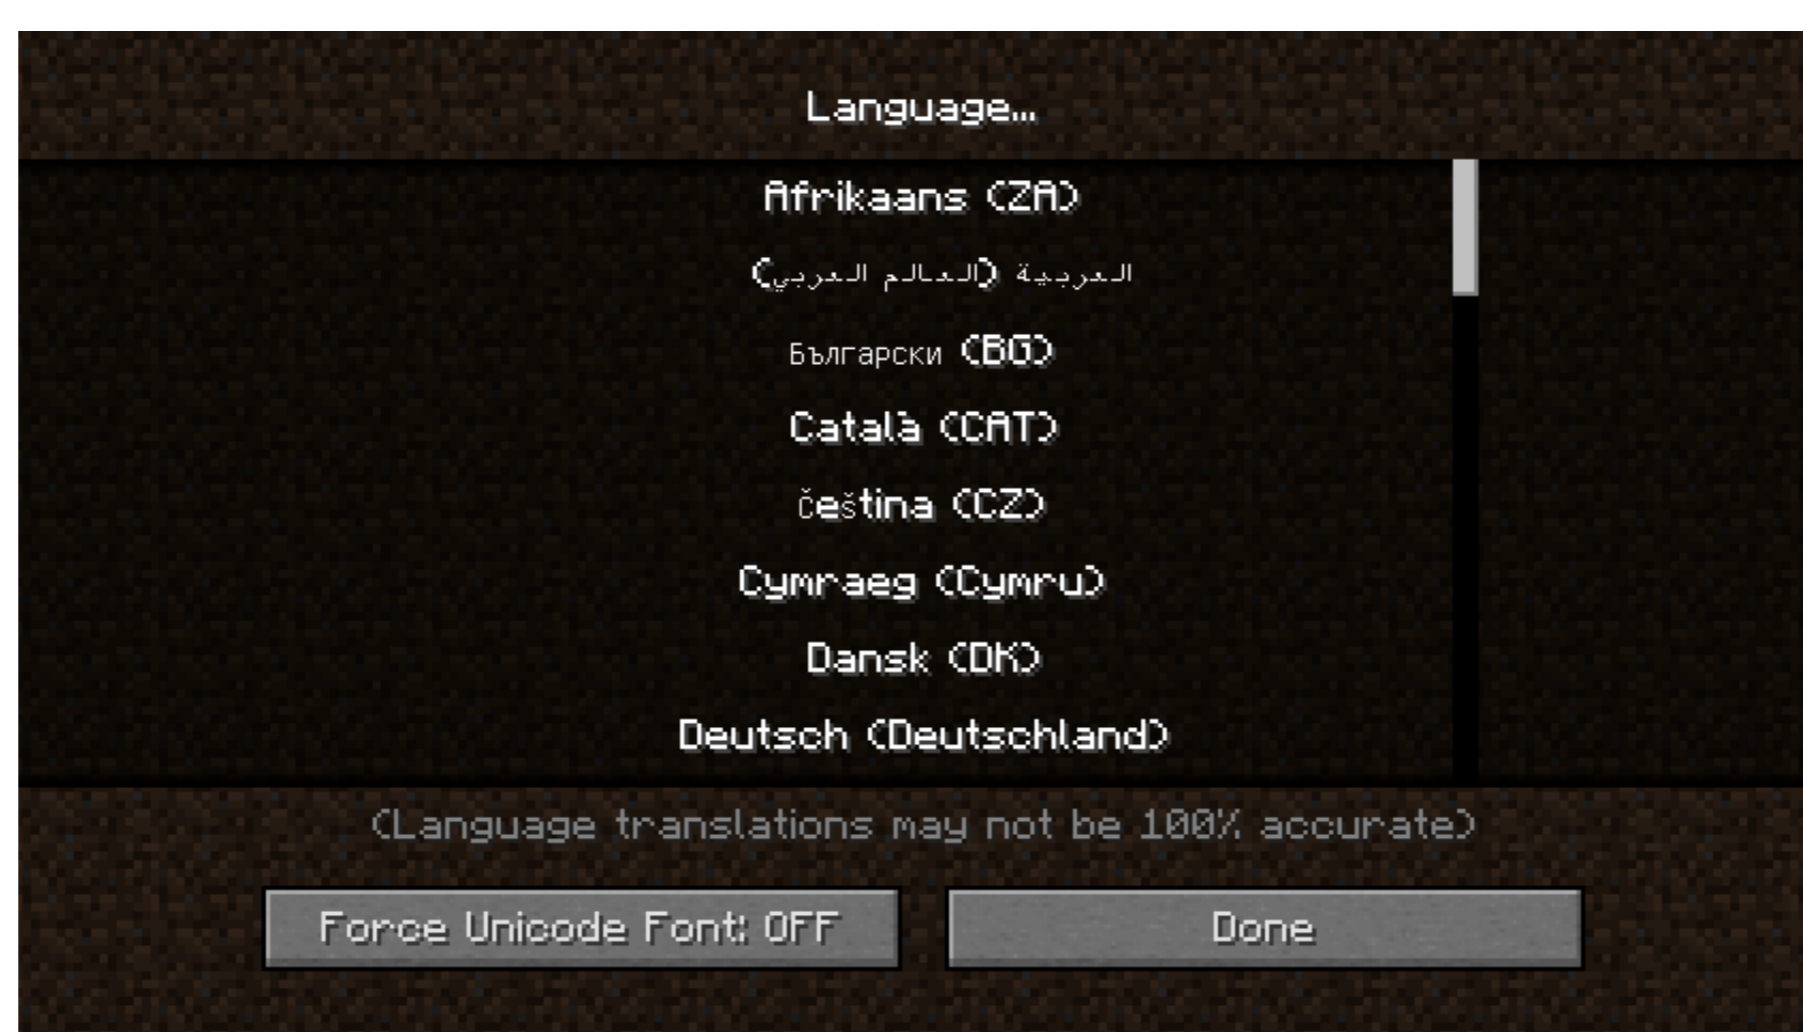 Language...
Afrikaans (ZA)
العربية (العالم العربي)
Български (BG)
Català (CAT)
Čeština (CZ)
Cymraeg (Cymru)
Dansk (DK)
Deutsch (Deutschland)
(Language translations may not be 100% accurate)
Force Unicode Font: OFF
Done